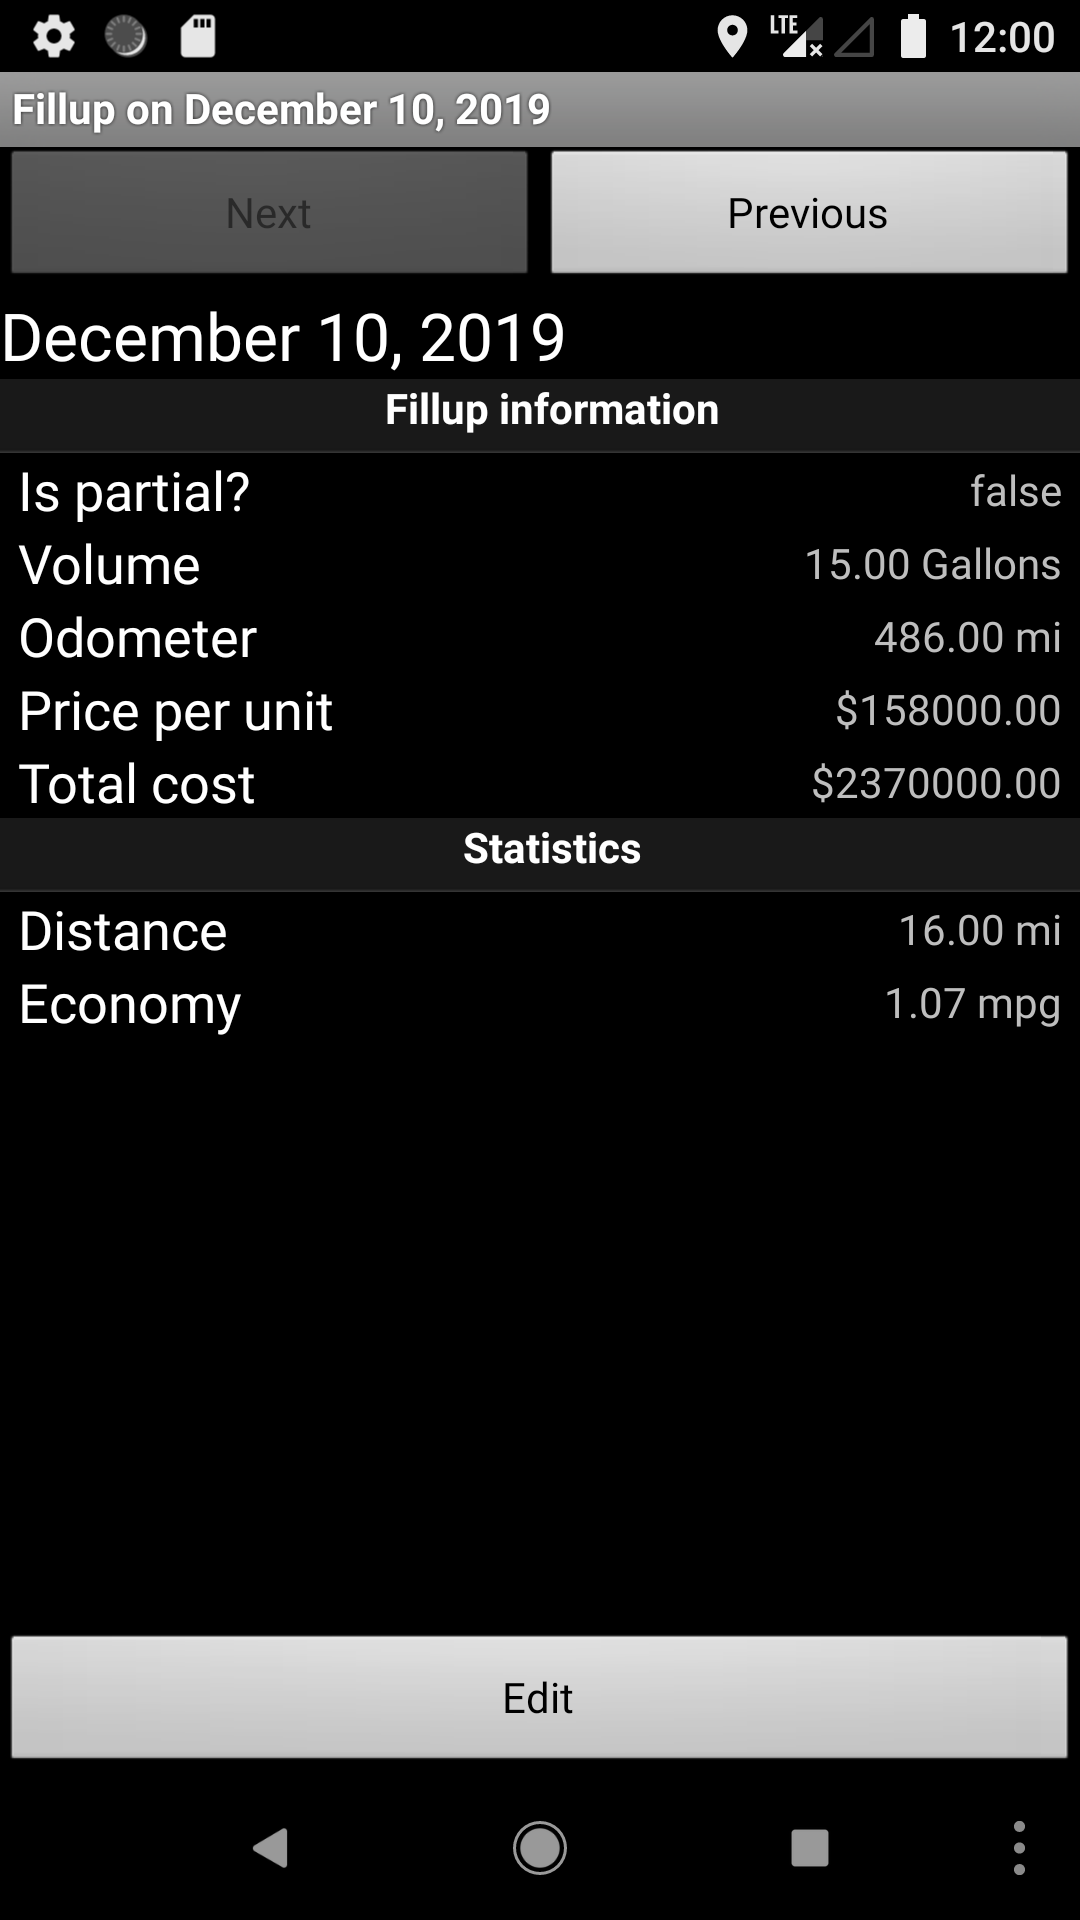 LTE 12:00
Fillup on December 10, 2019
Next Previous
December 10, 2019
Fillup information
Is partial? false
Volume 15.00 Gallons
Odometer 486.00 mi
Price per unit $158000.00
Total cost $2370000.00
Statistics
Distance 16.00 mi
Economy 1.07 mpg
Edit